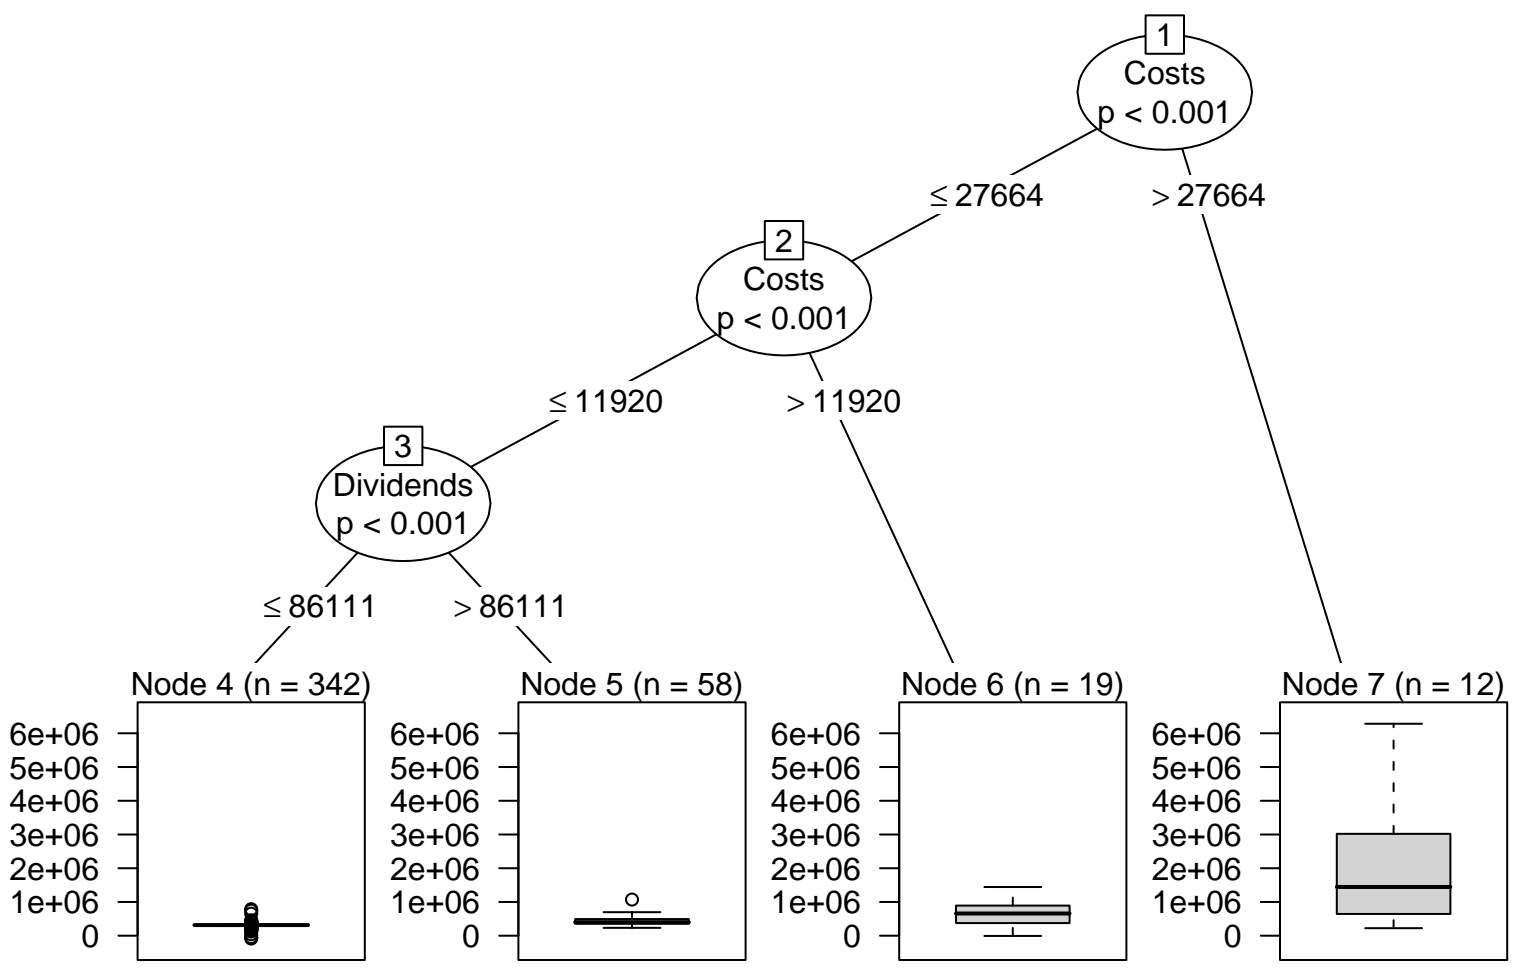 1
Costs
p < 0.001
≤ 27664
> 27664
2
Costs
p < 0.001
≤ 11920
> 11920
3
Dividends
p < 0.001
≤ 86111
> 86111
Node 4 (n = 342)
6e+06
5e+06
4e+06
3e+06
2e+06
1e+06
0
Node 5 (n = 58)
6e+06
5e+06
4e+06
3e+06
2e+06
1e+06
0
Node 6 (n = 19)
6e+06
5e+06
4e+06
3e+06
2e+06
1e+06
0
Node 7 (n = 12)
6e+06
5e+06
4e+06
3e+06
2e+06
1e+06
0